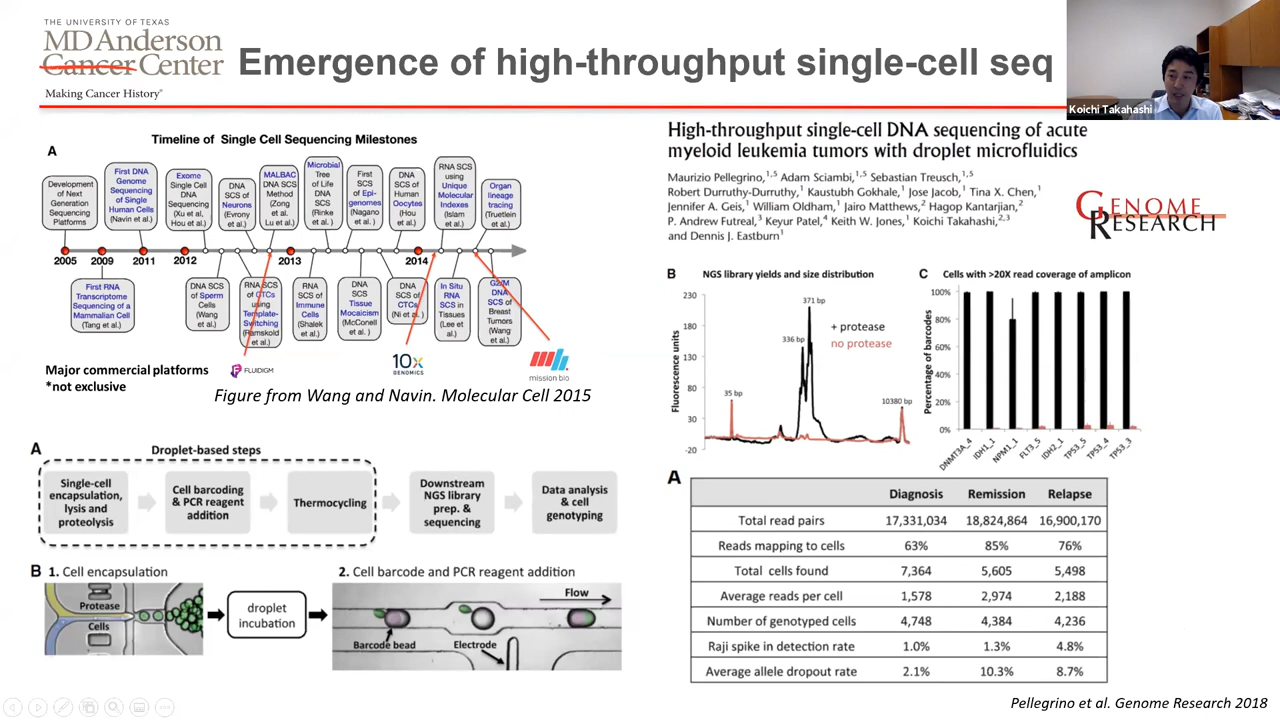 THE UNIVERSITY OF TEXAS
MD Anderson
Cancer Center
Making Cancer History®
Emergence of high-throughput single-cell seq
Koichi Takahashi
Timeline of Single Cell Sequencing Milestones
A
Development
of Next
Generation
Sequencing
Platforms
First DNA
Genome
Sequencing
of Single
Human Cells
(Navin et al.)
Exome
Single Cell
DNA
Sequencing
(Xu et al,
Hou et al.)
DNA
SCS of
Neurons
(Evrony
et al.)
MALBAC
DNA SCS
Method
(Zong
et al.
Lu et al.)
Microbial
Tree
of Life
DNA
SCS
(Rinke
et al.)
First
SCS
of Epi-
genomes
(Nagano
et al.)
DNA
SCS of
Human
Oocytes
(Hou
et al.)
RNA SCS
using
Unique
Molecular
Indexes
(Islam
et al.)
Organ
lineage
tracing
(Truetlein
et al.)
2005
2009
2011
2012
2013
2014
First RNA
Transcriptome
Sequencing of a
Mammalian Cell
(Tang et al.)
DNA SCS
of Sperm
Cells
(Wang
et al.)
RNA SCS
of CTCs
using
Template-
Switching
(Ramskold
et al.)
RNA
SCS of
Immune
Cells
(Shalek
et al.)
DNA
SCS
Tissue
Mocaicism
(McConell
et al. )
DNA
SCS of
CTCs
(Ni et al.)
In Situ
RNA
SCS in
Tissues
(Lee et
al.)
G2/M
DNA
SCS of
Breast
Tumors
(Wang
et al.)
Major commercial platforms
*not exclusive
FLUIDIGM
10x
GENOMICS
mission bio
Figure from Wang and Navin. Molecular Cell 2015
A
Droplet-based steps
Single-cell
encapsulation,
lysis and
proteolysis
Cell barcoding
& PCR reagent
addition
Thermocycling
Downstream
NGS library
prep. &
sequencing
Data analysis
& cell
genotyping
B 1. Cell encapsulation
Protease
Cells
droplet
incubation
2. Cell barcode and PCR reagent addition
Flow
Barcode bead
Electrode
High-throughput single-cell DNA sequencing of acute
myeloid leukemia tumors with droplet microfluidics
Maurizio Pellegrino,1,5 Adam Sciambi,1,5 Sebastian Treusch,1,5
Robert Durruthy-Durruthy,1 Kaustubh Gokhale,1 Jose Jacob,1 Tina X. Chen,1
Jennifer A. Geis,1 William Oldham,1 Jairo Matthews,2 Hagop Kantarjian,2
P. Andrew Futreal,3 Keyur Patel,4 Keith W. Jones,1 Koichi Takahashi,2,3
and Dennis J. Eastburn1
GENOME
RESEARCH
B NGS library yields and size distribution
Fluorescence units
230
180
130
80
30
-20
35 bp
336 bp
371 bp
10380 bp
+ protease
no protease
C Cells with >20X read coverage of amplicon
Percentage of barcodes
100%
80%
60%
40%
20%
0%
DNMT3A_4
IDH1_1
NPM1_1
FLT3_5
IDH2_1
TP53_5
TP53_4
TP53_3
A
Diagnosis Remission Relapse
Total read pairs 17,331,034 18,824,864 16,900,170
Reads mapping to cells 63% 85% 76%
Total cells found 7,364 5,605 5,498
Average reads per cell 1,578 2,974 2,188
Number of genotyped cells 4,748 4,384 4,236
Raji spike in detection rate 1.0% 1.3% 4.8%
Average allele dropout rate 2.1% 10.3% 8.7%
Pellegrino et al. Genome Research 2018